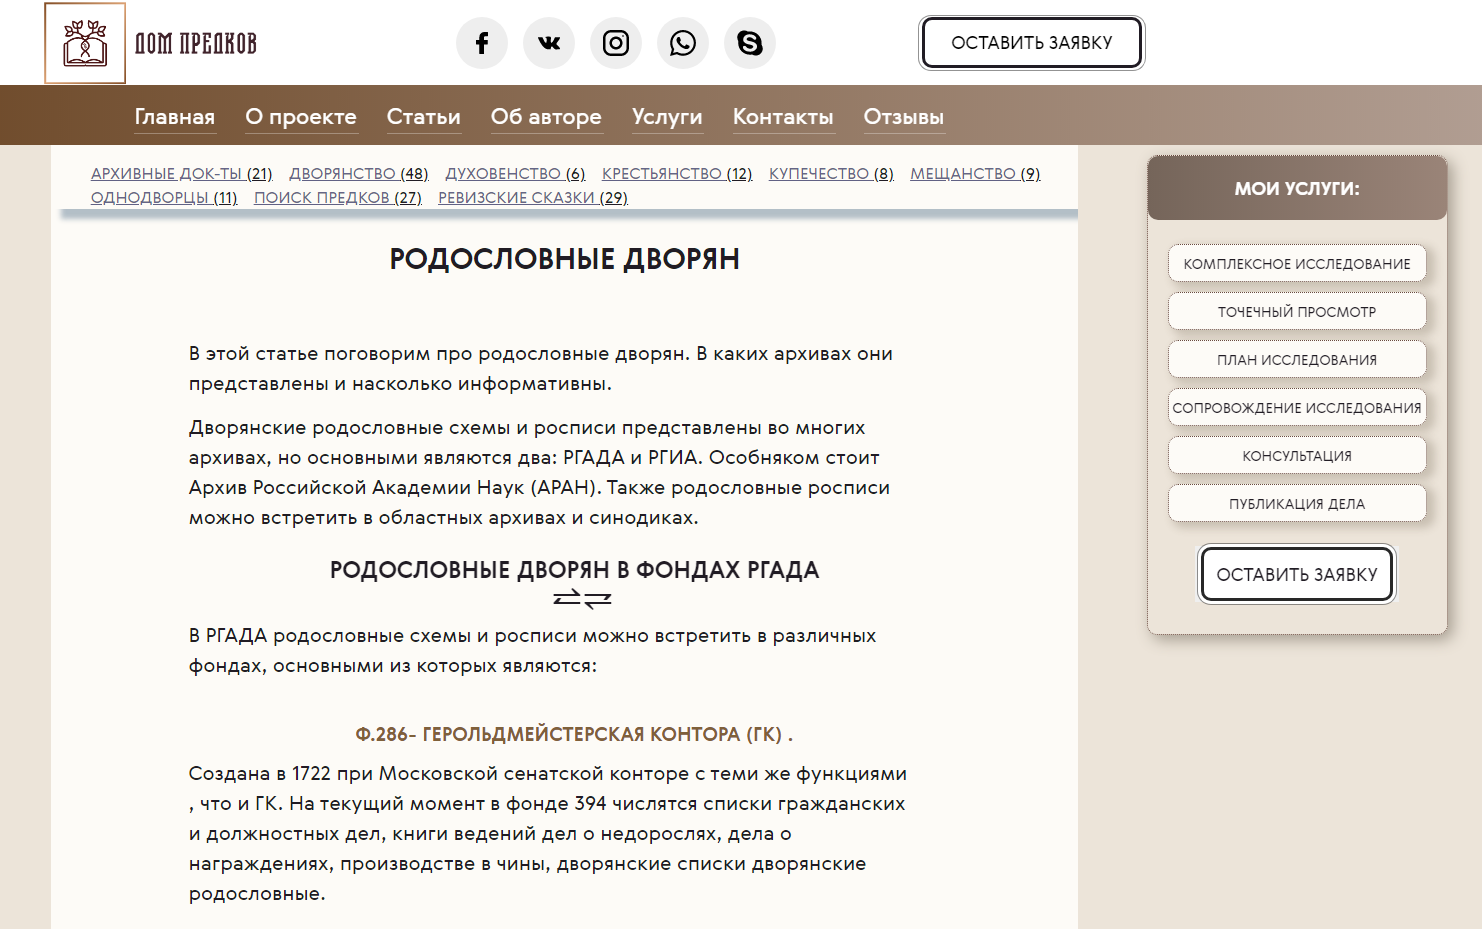 ДОМ ПРЕДКОВ
ОСТАВИТЬ ЗАЯВКУ
Главная О проекте Статьи Об авторе Услуги Контакты Отзывы
АРХИВНЫЕ ДОК-ТЫ (21) ДВОРЯНСТВО (48) ДУХОВЕНСТВО (6) КРЕСТЬЯНСТВО (12) КУПЕЧЕСТВО (8) МЕЩАНСТВО (9)
ОДНОДВОРЦЫ (11) ПОИСК ПРЕДКОВ (27) РЕВИЗСКИЕ СКАЗКИ (29)
РОДОСЛОВНЫЕ ДВОРЯН
В этой статье поговорим про родословные дворян. В каких архивах они
представлены и насколько информативны.
Дворянские родословные схемы и росписи представлены во многих
архивах, но основными являются два: РГАДА и РГИА. Особняком стоит
Архив Российской Академии Наук (АРАН). Также родословные росписи
можно встретить в областных архивах и синодиках.
РОДОСЛОВНЫЕ ДВОРЯН В ФОНДАХ РГАДА
В РГАДА родословные схемы и росписи можно встретить в различных
фондах, основными из которых являются:
Ф.286- ГЕРОЛЬДМЕЙСТЕРСКАЯ КОНТОРА (ГК) .
Создана в 1722 при Московской сенатской конторе с теми же функциями
, что и ГК. На текущий момент в фонде 394 числятся списки гражданских
и должностных дел, книги ведений дел о недорослях, дела о
награждениях, производстве в чины, дворянские списки дворянские
родословные.
МОИ УСЛУГИ:
КОМПЛЕКСНОЕ ИССЛЕДОВАНИЕ
ТОЧЕЧНЫЙ ПРОСМОТР
ПЛАН ИССЛЕДОВАНИЯ
СОПРОВОЖДЕНИЕ ИССЛЕДОВАНИЯ
КОНСУЛЬТАЦИЯ
ПУБЛИКАЦИЯ ДЕЛА
ОСТАВИТЬ ЗАЯВКУ